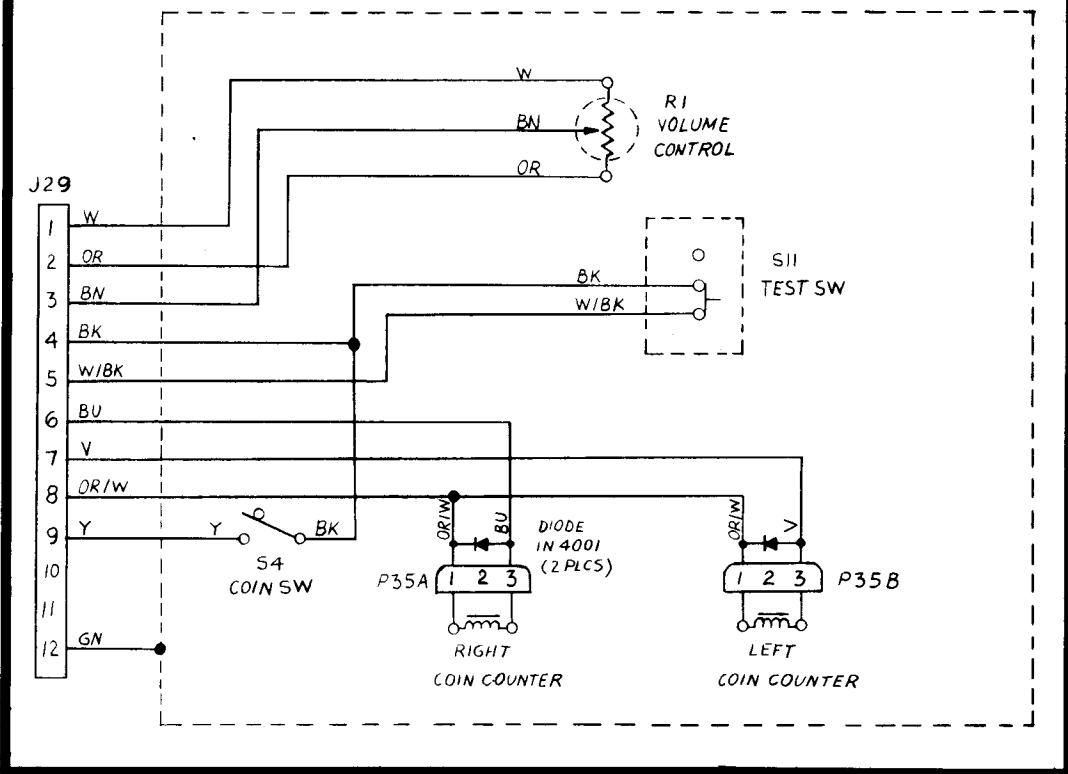 W
BN
OR
R1
VOLUME
CONTROL
J29
1 W
2 OR
3 BN
4 BK
5 W/BK
6 BU
7 V
8 OR/W
9 Y
10
11
12 GN
BK
W/BK
S11
TEST SW
Y
BK
S4
COIN SW
OR/W
BU
DIODE
IN 4001
(2 PLCS)
P35A
1 2 3
RIGHT
COIN COUNTER
OR/W
V
1 2 3
P35B
LEFT
COIN COUNTER